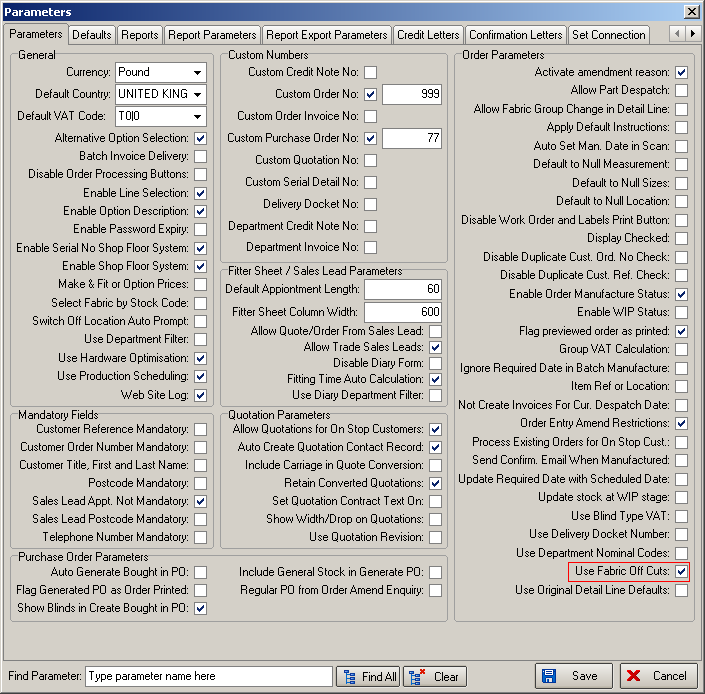 Parameters
Parameters Defaults Reports Report Parameters Report Export Parameters Credit Letters Confirmation Letters Set Connection
General
Currency: Pound
Default Country: UNITED KING
Default VAT Code: T0|0
Alternative Option Selection:
Batch Invoice Delivery:
Disable Order Processing Buttons:
Enable Line Selection:
Enable Option Description:
Enable Password Expiry:
Enable Serial No Shop Floor System:
Enable Shop Floor System:
Make & Fit or Option Prices:
Select Fabric by Stock Code:
Switch Off Location Auto Prompt:
Use Department Filter:
Use Hardware Optimisation:
Use Production Scheduling:
Web Site Log:
Mandatory Fields
Customer Reference Mandatory:
Customer Order Number Mandatory:
Customer Title, First and Last Name:
Postcode Mandatory:
Sales Lead Appt. Not Mandatory:
Sales Lead Postcode Mandatory:
Telephone Number Mandatory:
Custom Numbers
Custom Credit Note No:
Custom Order No: 999
Custom Order Invoice No:
Custom Purchase Order No: 77
Custom Quotation No:
Custom Serial Detail No:
Delivery Docket No:
Department Credit Note No:
Department Invoice No:
Fitter Sheet / Sales Lead Parameters
Default Appiontment Length: 60
Fitter Sheet Column Width: 600
Allow Quote/Order From Sales Lead:
Allow Trade Sales Leads:
Disable Diary Form:
Fitting Time Auto Calculation:
Use Diary Department Filter:
Quotation Parameters
Allow Quotations for On Stop Customers:
Auto Create Quotation Contact Record:
Include Carriage in Quote Conversion:
Retain Converted Quotations:
Set Quotation Contract Text On:
Show Width/Drop on Quotations:
Use Quotation Revision:
Purchase Order Parameters
Auto Generate Bought in PO:
Flag Generated PO as Order Printed:
Show Blinds in Create Bought in PO:
Include General Stock in Generate PO:
Regular PO from Order Amend Enquiry:
Order Parameters
Activate amendment reason:
Allow Part Despatch:
Allow Fabric Group Change in Detail Line:
Apply Default Instructions:
Auto Set Man. Date in Scan:
Default to Null Measurement:
Default to Null Sizes:
Default to Null Location:
Disable Work Order and Labels Print Button:
Display Checked:
Disable Duplicate Cust. Ord. No Check:
Disable Duplicate Cust. Ref. Check:
Enable Order Manufacture Status:
Enable WIP Status:
Flag previewed order as printed:
Group VAT Calculation:
Ignore Required Date in Batch Manufacture:
Item Ref or Location:
Not Create Invoices For Cur. Despatch Date:
Order Entry Amend Restrictions:
Process Existing Orders for On Stop Cust.:
Send Confirm. Email When Manufactured:
Update Required Date with Scheduled Date:
Update stock at WIP stage:
Use Blind Type VAT:
Use Delivery Docket Number:
Use Department Nominal Codes:
Use Fabric Off Cuts:
Use Original Detail Line Defaults:
Find Parameter: Type parameter name here Find All Clear Save Cancel